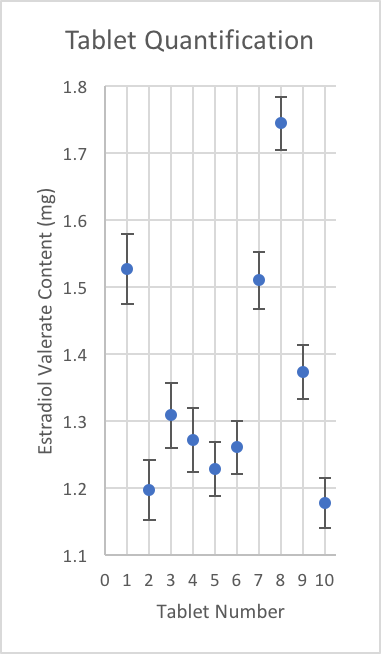 Tablet Quantification
1.8
1.7
1.6
1.5
1.4
1.3
1.2
1.1
Estradiol Valerate Content (mg)
0 1 2 3 4 5 6 7 8 9 10
Tablet Number